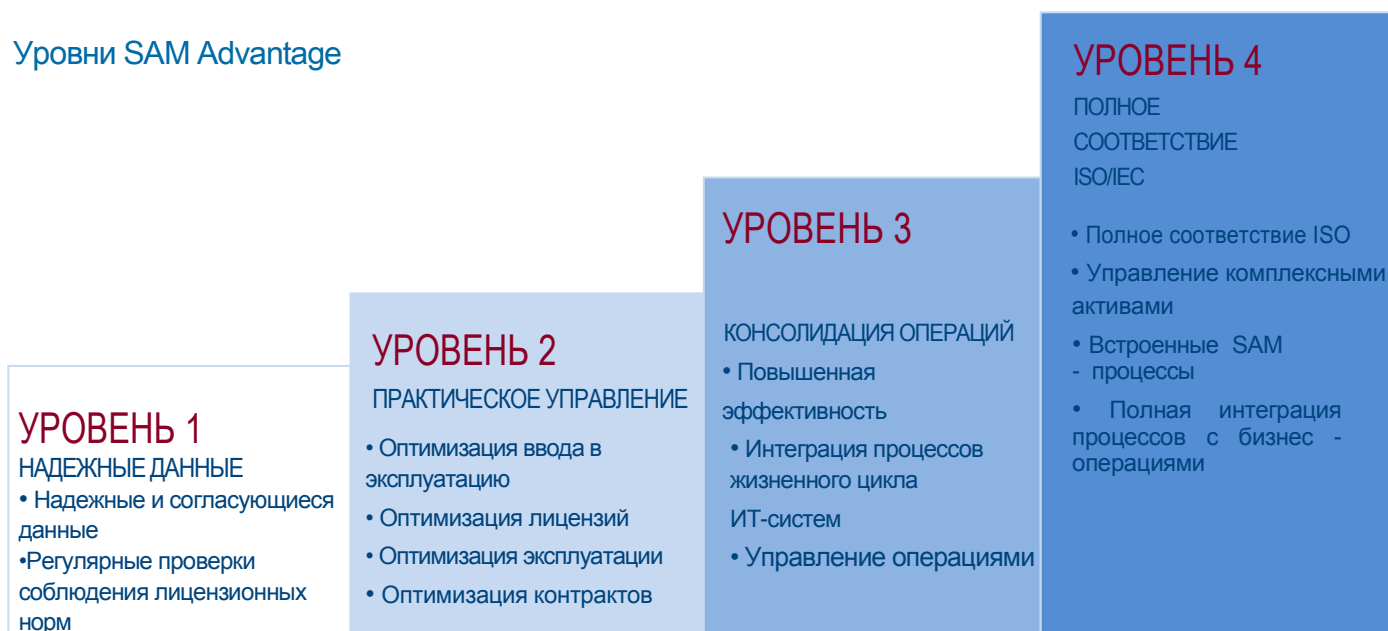 Уровни SAM Advantage
УРОВЕНЬ 1
НАДЕЖНЫЕ ДАННЫЕ
• Надежные и согласующиеся
данные
•Регулярные проверки
соблюдения лицензионных
норм
УРОВЕНЬ 2
ПРАКТИЧЕСКОЕ УПРАВЛЕНИЕ
• Оптимизация ввода в
эксплуатацию
• Оптимизация лицензий
• Оптимизация эксплуатации
• Оптимизация контрактов
УРОВЕНЬ 3
КОНСОЛИДАЦИЯ ОПЕРАЦИЙ
• Повышенная
эффективность
• Интеграция процессов
жизненного цикла
ИТ-систем
• Управление операциями
УРОВЕНЬ 4
ПОЛНОЕ
СООТВЕТСТВИЕ
ISO/IEC
• Полное соответствие ISO
• Управление комплексными
активами
• Встроенные SAM
- процессы
• Полная интеграция
процессов с бизнес -
операциями